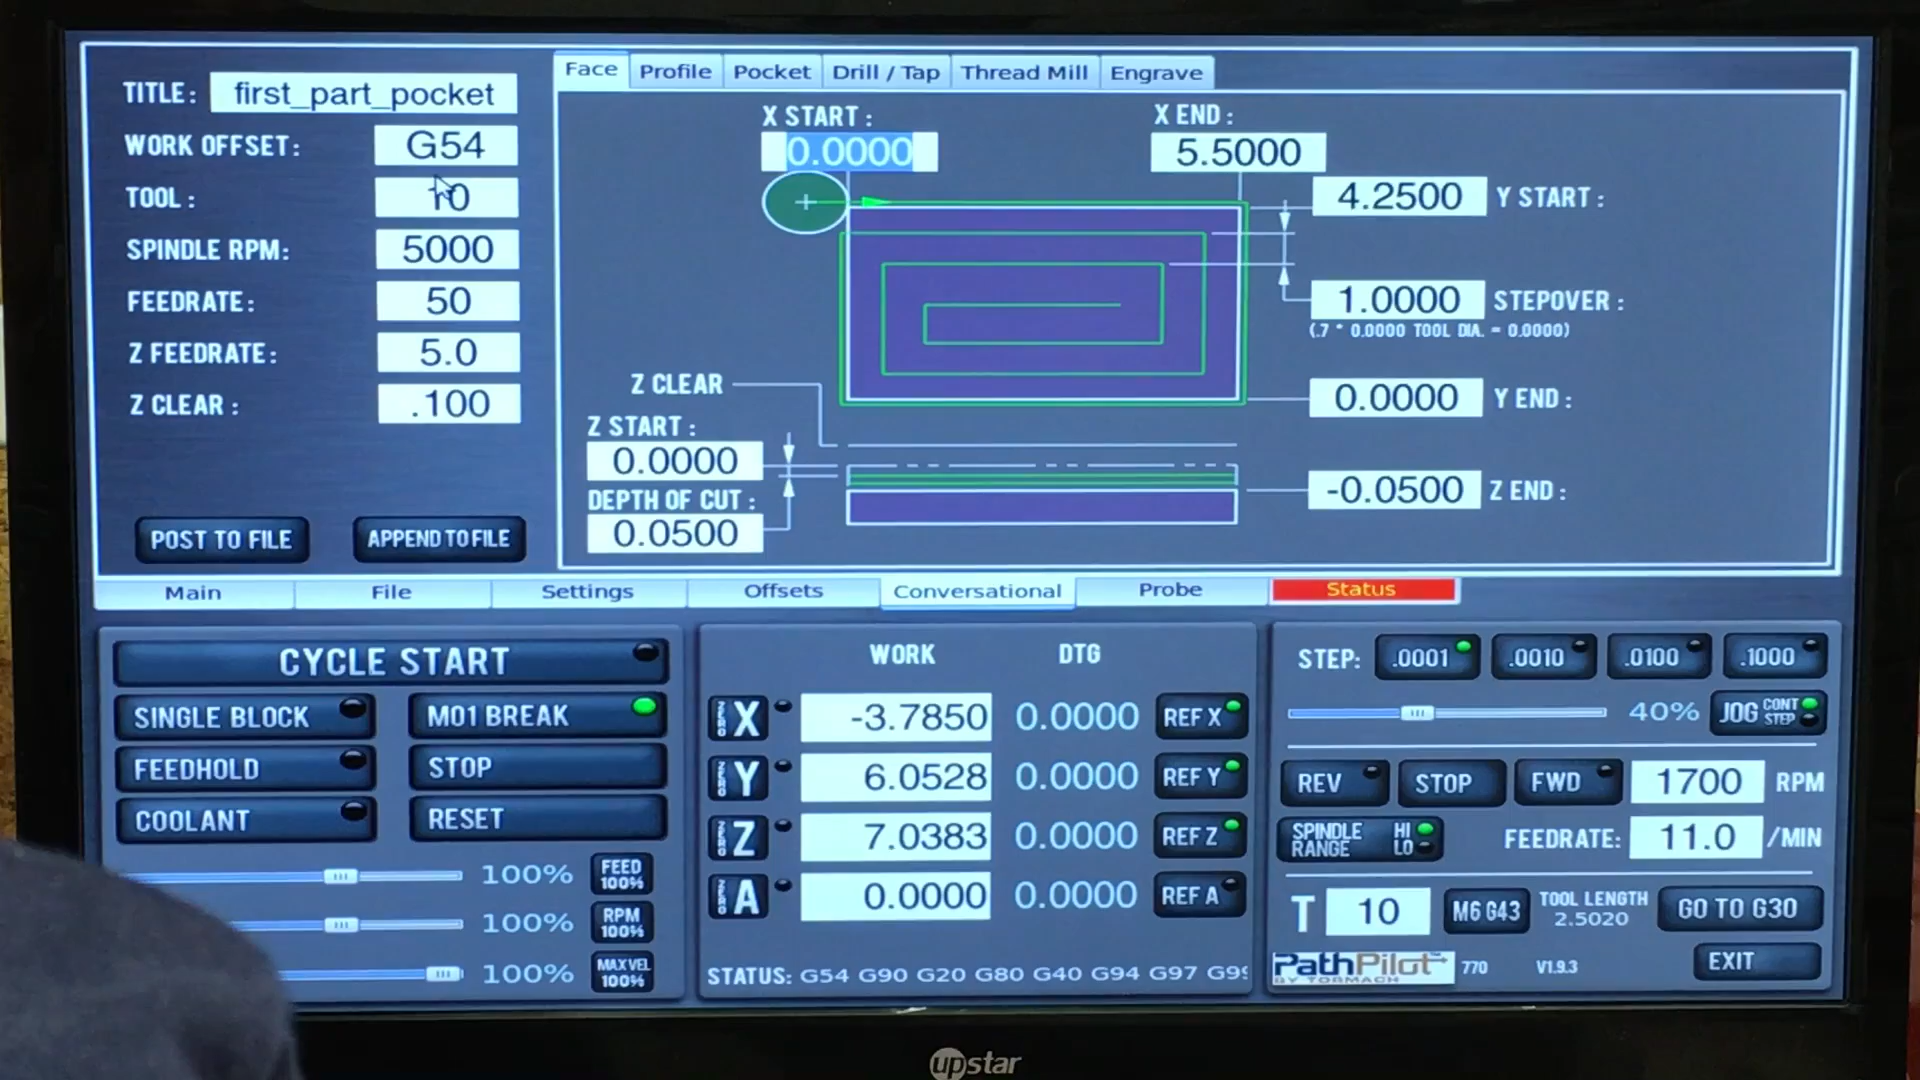 TITLE: first_part_pocket
WORK OFFSET: G54
TOOL: 10
SPINDLE RPM: 5000
FEEDRATE: 50
Z FEEDRATE: 5.0
Z CLEAR: .100
POST TO FILE APPEND TO FILE
Face Profile Pocket Drill / Tap Thread Mill Engrave
X START: X END:
0.0000 5.5000
4.2500 Y START:
1.0000 STEPOVER:
(.7 * 0.0000 TOOL DIA. = 0.0000)
Z CLEAR
0.0000 Y END:
Z START:
0.0000
-0.0500 Z END:
DEPTH OF CUT:
0.0500
Main File Settings Offsets Conversational Probe Status
CYCLE START
SINGLE BLOCK M01 BREAK
FEEDHOLD STOP
COOLANT RESET
100% FEED 100%
100% RPM 100%
100% MAXVEL 100%
WORK DTG
ZERO X -3.7850 0.0000 REF X
ZERO Y 6.0528 0.0000 REF Y
ZERO Z 7.0383 0.0000 REF Z
ZERO A 0.0000 0.0000 REF A
STATUS: G54 G90 G20 G80 G40 G94 G97 G99
STEP: .0001 .0010 .0100 .1000
40% JOG CONT STEP
REV STOP FWD 1700 RPM
SPINDLE RANGE HI LO FEEDRATE: 11.0 /MIN
T 10 M6 G43 TOOL LENGTH 2.5020 GO TO G30
PathPilot BY TORMACH 770 V1.9.3 EXIT
upstar